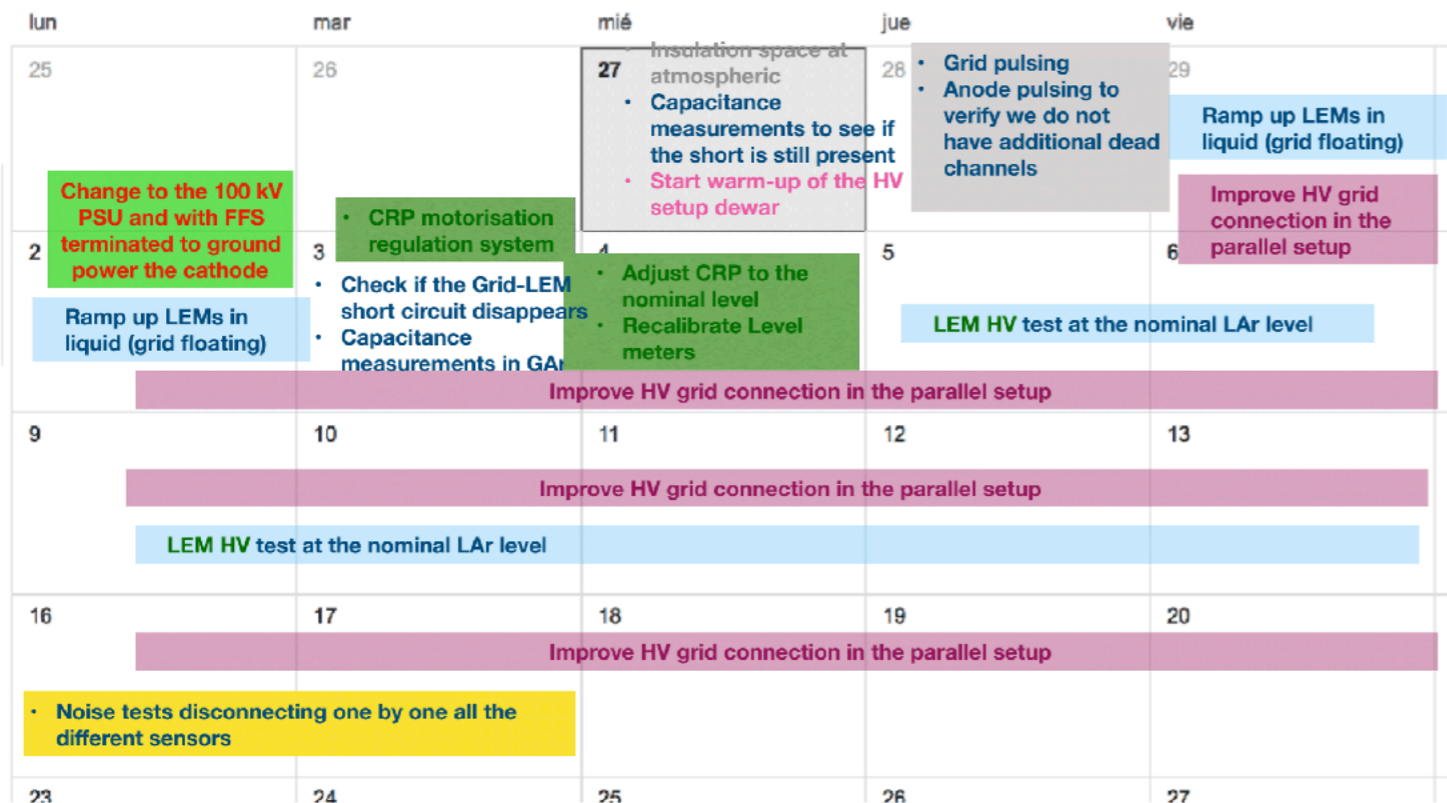 lun
mar
mié
jue
vie
25
26
27
• Insulation space at
atmospheric
• Capacitance
measurements to see if
the short is still present
• Start warm-up of the HV
setup dewar
28
• Grid pulsing
• Anode pulsing to
verify we do not
have additional dead
channels
29
Ramp up LEMs in
liquid (grid floating)
Improve HV grid
connection in the
parallel setup
Change to the 100 kV
PSU and with FFS
terminated to ground
power the cathode
2
Ramp up LEMs in
liquid (grid floating)
• CRP motorisation
regulation system
3
• Check if the Grid-LEM
short circuit disappears
• Capacitance
measurements in GAr
4
• Adjust CRP to the
nominal level
• Recalibrate Level
meters
5
6
LEM HV test at the nominal LAr level
Improve HV grid connection in the parallel setup
9
10
11
12
13
Improve HV grid connection in the parallel setup
LEM HV test at the nominal LAr level
16
17
18
19
20
Improve HV grid connection in the parallel setup
• Noise tests disconnecting one by one all the
different sensors
23
24
25
26
27